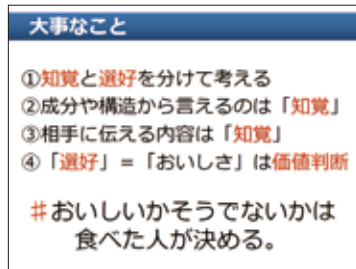 大事なこと
①知覚と選好を分けて考える
②成分や構造から言えるのは「知覚」
③相手に伝える内容は「知覚」
④「選好」=「おいしさ」は価値判断
#おいしいかそうでないかは
食べた人が決める。